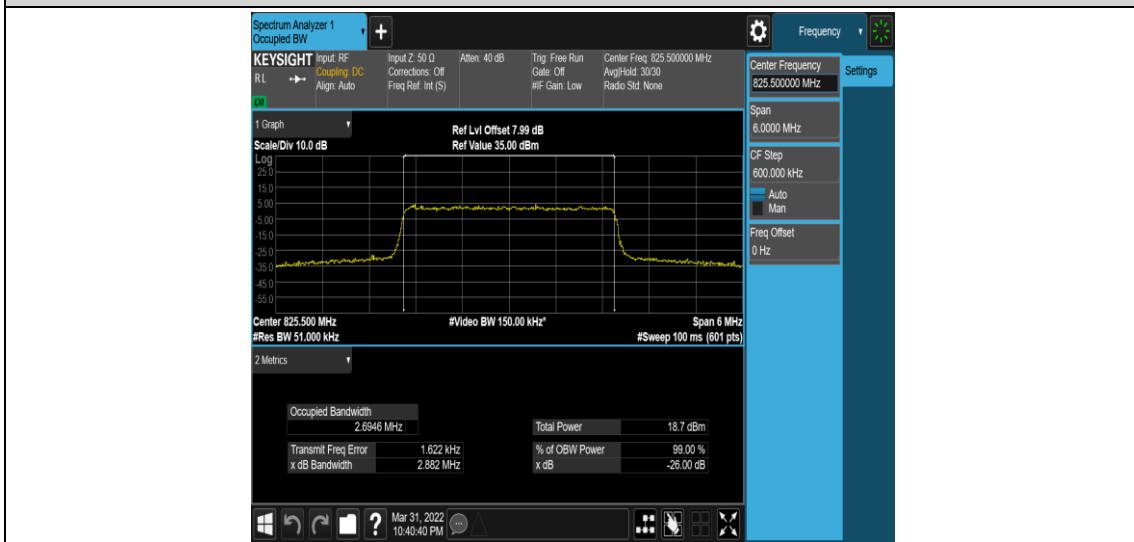 Spectrum Analyzer 1
Occupied BW
+
Frequency
KEYSIGHT
RL
LXI
Input: RF
Coupling: DC
Align: Auto
Input Z: 50 Ω
Corrections: Off
Freq Ref: Int (S)
Atten: 40 dB
Trig: Free Run
Gate: Off
#IF Gain: Low
Center Freq: 825.500000 MHz
Avg|Hold: 30/30
Radio Std: None
Center Frequency
825.500000 MHz
Settings
Span
6.0000 MHz
CF Step
600.000 kHz
Auto
Man
Freq Offset
0 Hz
1 Graph
Ref Lvl Offset 7.99 dB
Scale/Div 10.0 dB
Ref Value 35.00 dBm
Log
25.0
15.0
5.00
-5.00
-15.0
-25.0
-35.0
-45.0
-55.0
Center 825.500 MHz
#Video BW 150.00 kHz*
Span 6 MHz
#Res BW 51.000 kHz
#Sweep 100 ms (601 pts)
2 Metrics
Occupied Bandwidth
2.6946 MHz
Total Power 18.7 dBm
Transmit Freq Error 1.622 kHz
% of OBW Power 99.00 %
x dB Bandwidth 2.882 MHz
x dB -26.00 dB
?
Mar 31, 2022
10:40:40 PM